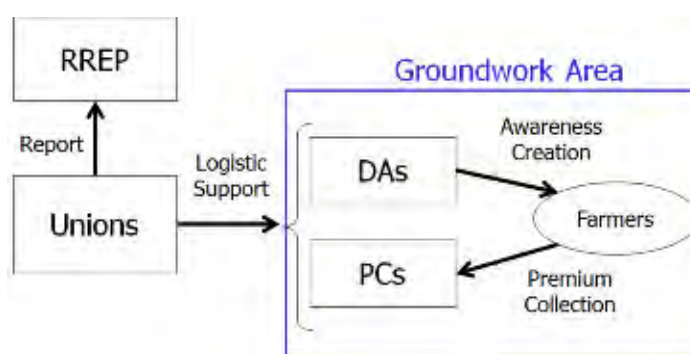 RREP
Groundwork Area
Report
Logistic
Support
Awareness
Creation
DAs
Unions
Farmers
PCs
Premium
Collection